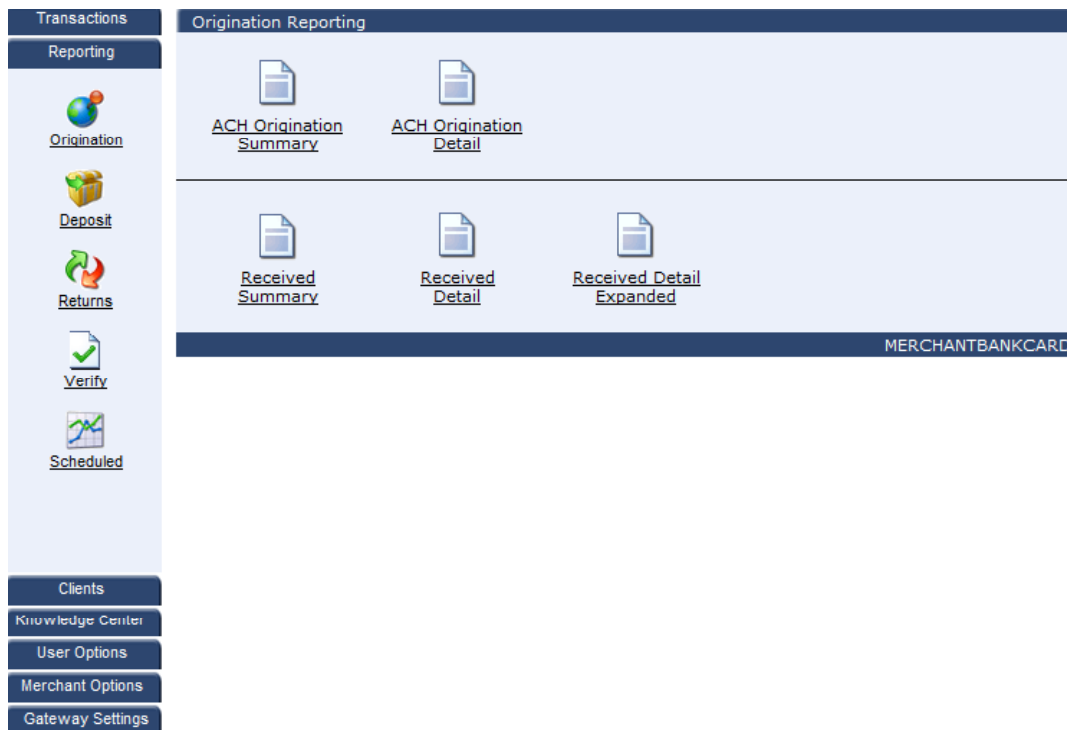 Transactions
Reporting
Origination
Deposit
Returns
Verify
Scheduled
Clients
Knowledge Center
User Options
Merchant Options
Gateway Settings
Origination Reporting
ACH Origination
Summary
ACH Origination
Detail
Received
Summary
Received
Detail
Received Detail
Expanded
MERCHANTBANKCARD